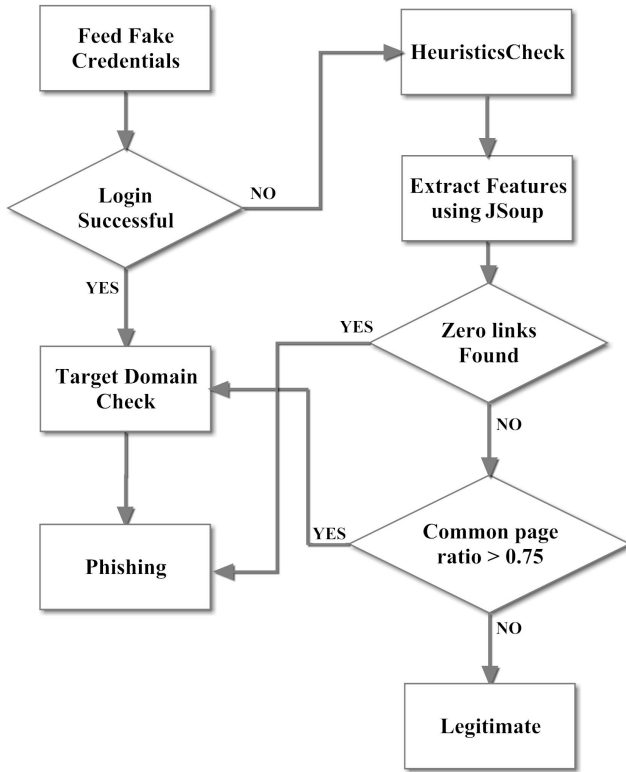 Feed Fake
Credentials
HeuristicsCheck
Login
Successful
NO
Extract Features
using JSoup
YES
YES
Zero links
Found
Target Domain
Check
NO
YES
Common page
ratio > 0.75
Phishing
NO
Legitimate